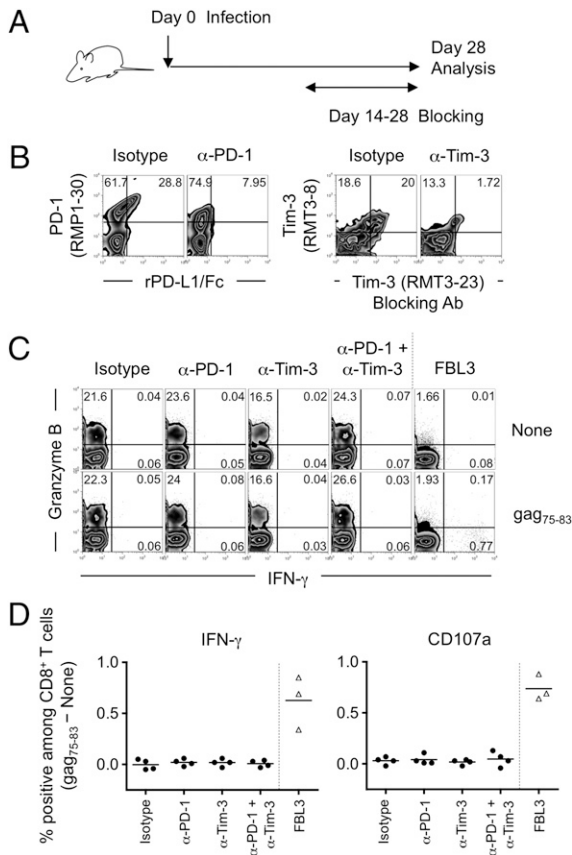 A
Day 0 Infection
Day 28
Analysis
Day 14-28 Blocking
B
Isotype
α-PD-1
Isotype
α-Tim-3
PD-1
(RMP1-30)
61.7
28.8
74.9
7.95
Tim-3
(RMT3-8)
18.6
20
13.3
1.72
rPD-L1/Fc
Tim-3 (RMT3-23)
Blocking Ab
C
Isotype
α-PD-1
α-Tim-3
α-PD-1 +
α-Tim-3
FBL3
21.6 0.04 23.6 0.04 16.5 0.02 24.3 0.07 1.66 0.01
None
0.06 0.05 0.04 0.07 0.08
22.3 0.05 24 0.08 16.6 0.04 26.6 0.03 1.93 0.17
gag75-83
0.06 0.06 0.03 0.06 0.77
Granzyme B
IFN-γ
D
% positive among CD8+ T cells
(gag75-83 – None)
IFN-γ
1.0
0.5
0.0
Isotype
α-PD-1
α-Tim-3
α-PD-1 +
α-Tim-3
FBL3
CD107a
1.0
0.5
0.0
Isotype
α-PD-1
α-Tim-3
α-PD-1 +
α-Tim-3
FBL3